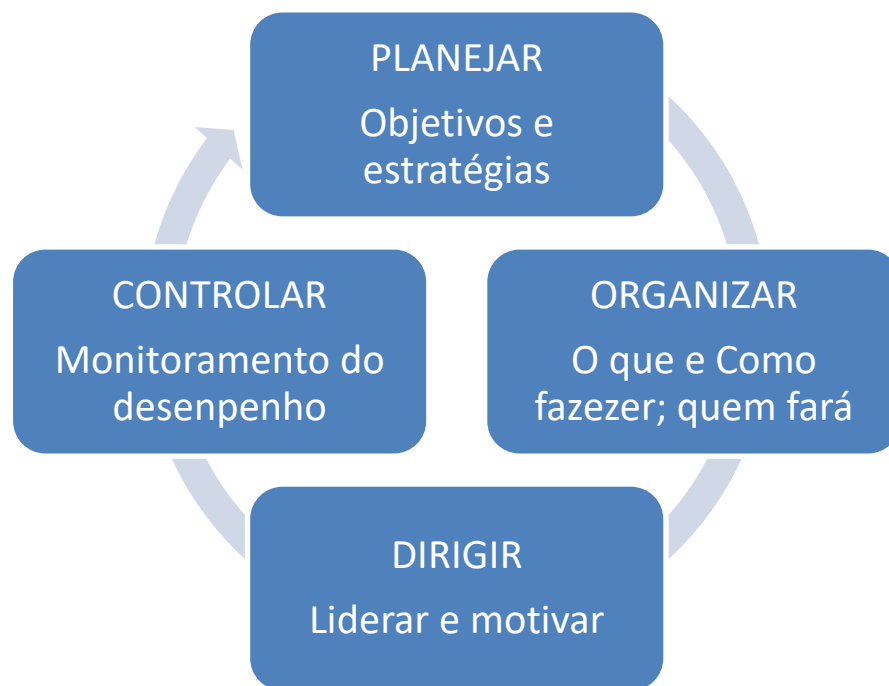 PLANEJAR
Objetivos e
estratégias
CONTROLAR
Monitoramento do
desenpenho
ORGANIZAR
O que e Como
fazezer; quem fará
DIRIGIR
Liderar e motivar